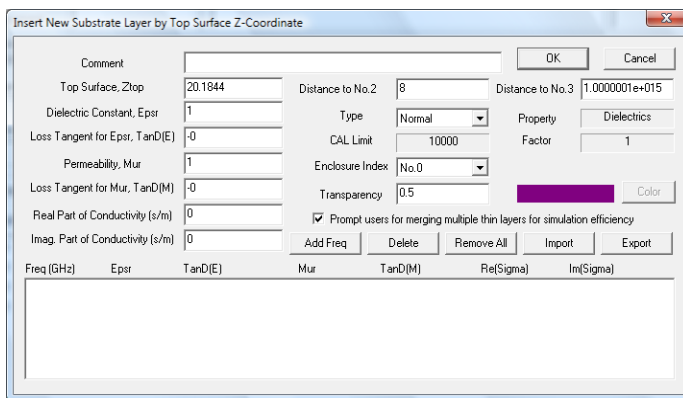 Insert New Substrate Layer by Top Surface Z-Coordinate
Comment
OK
Cancel
Top Surface, Ztop
20.1844
Distance to No.2
8
Distance to No.3
1.0000001e+015
Dielectric Constant, Epsr
1
Type
Normal
Property
Dielectrics
Loss Tangent for Epsr, TanD(E)
-0
CAL Limit
10000
Factor
1
Permeability, Mur
1
Enclosure Index
No.0
Loss Tangent for Mur, TanD(M)
-0
Transparency
0.5
Color
Real Part of Conductivity (s/m)
0
Prompt users for merging multiple thin layers for simulation efficiency
Imag. Part of Conductivity (s/m)
0
Add Freq
Delete
Remove All
Import
Export
Freq (GHz) Epsr TanD(E) Mur TanD(M) Re(Sigma) Im(Sigma)